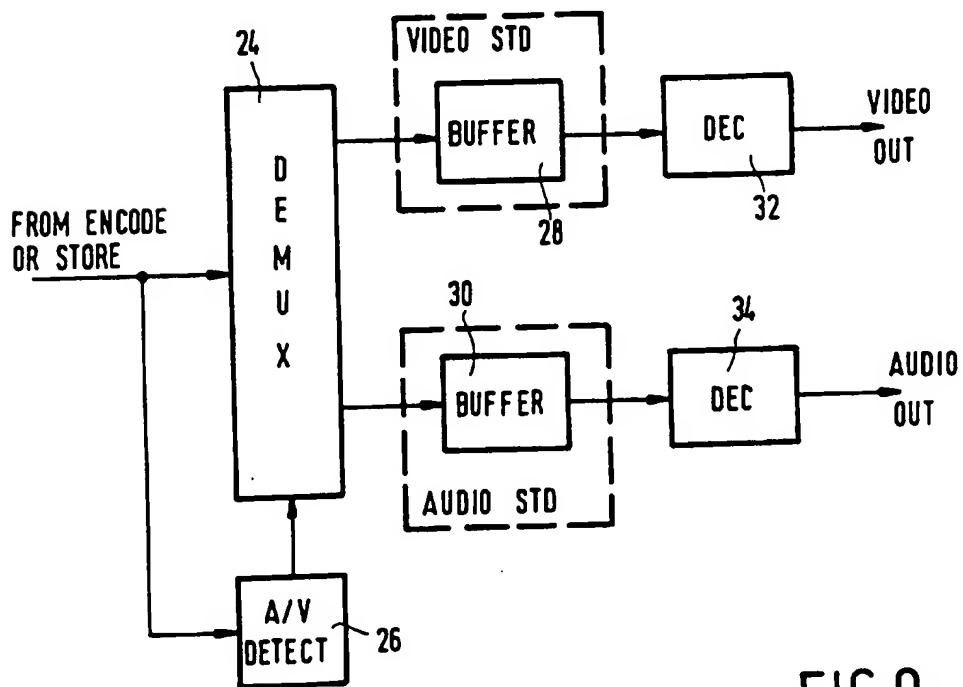 24
VIDEO STD
BUFFER
28
DEC
32
VIDEO
OUT
DEMUX
FROM ENCODE
OR STORE
30
BUFFER
AUDIO STD
34
DEC
AUDIO
OUT
A/V
DETECT
26